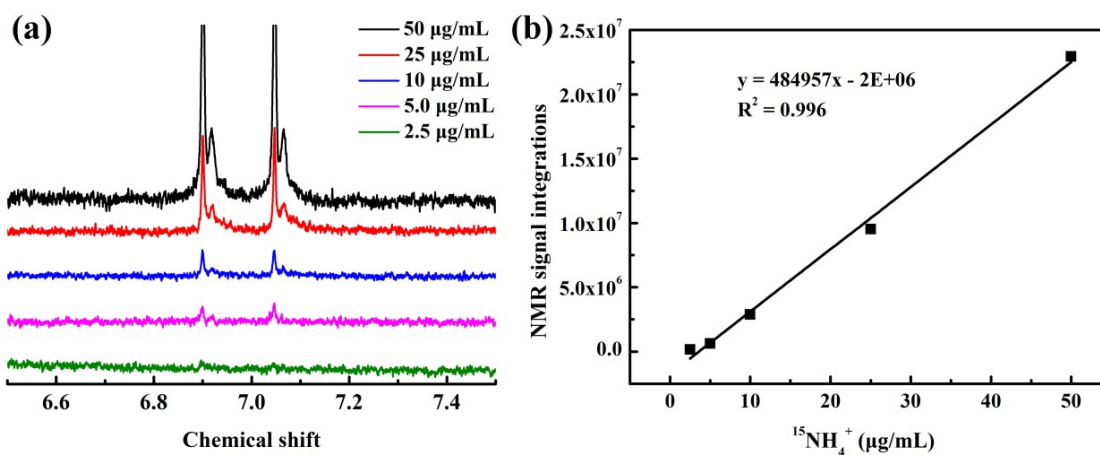 (a)
50 μg/mL
25 μg/mL
10 μg/mL
5.0 μg/mL
2.5 μg/mL
6.6 6.8 7.0 7.2 7.4
Chemical shift
(b)
y = 484957x - 2E+06
R² = 0.996
NMR signal integrations
2.5x10⁷
2.0x10⁷
1.5x10⁷
1.0x10⁷
5.0x10⁶
0.0
0 10 20 30 40 50
¹⁵NH₄⁺ (μg/mL)